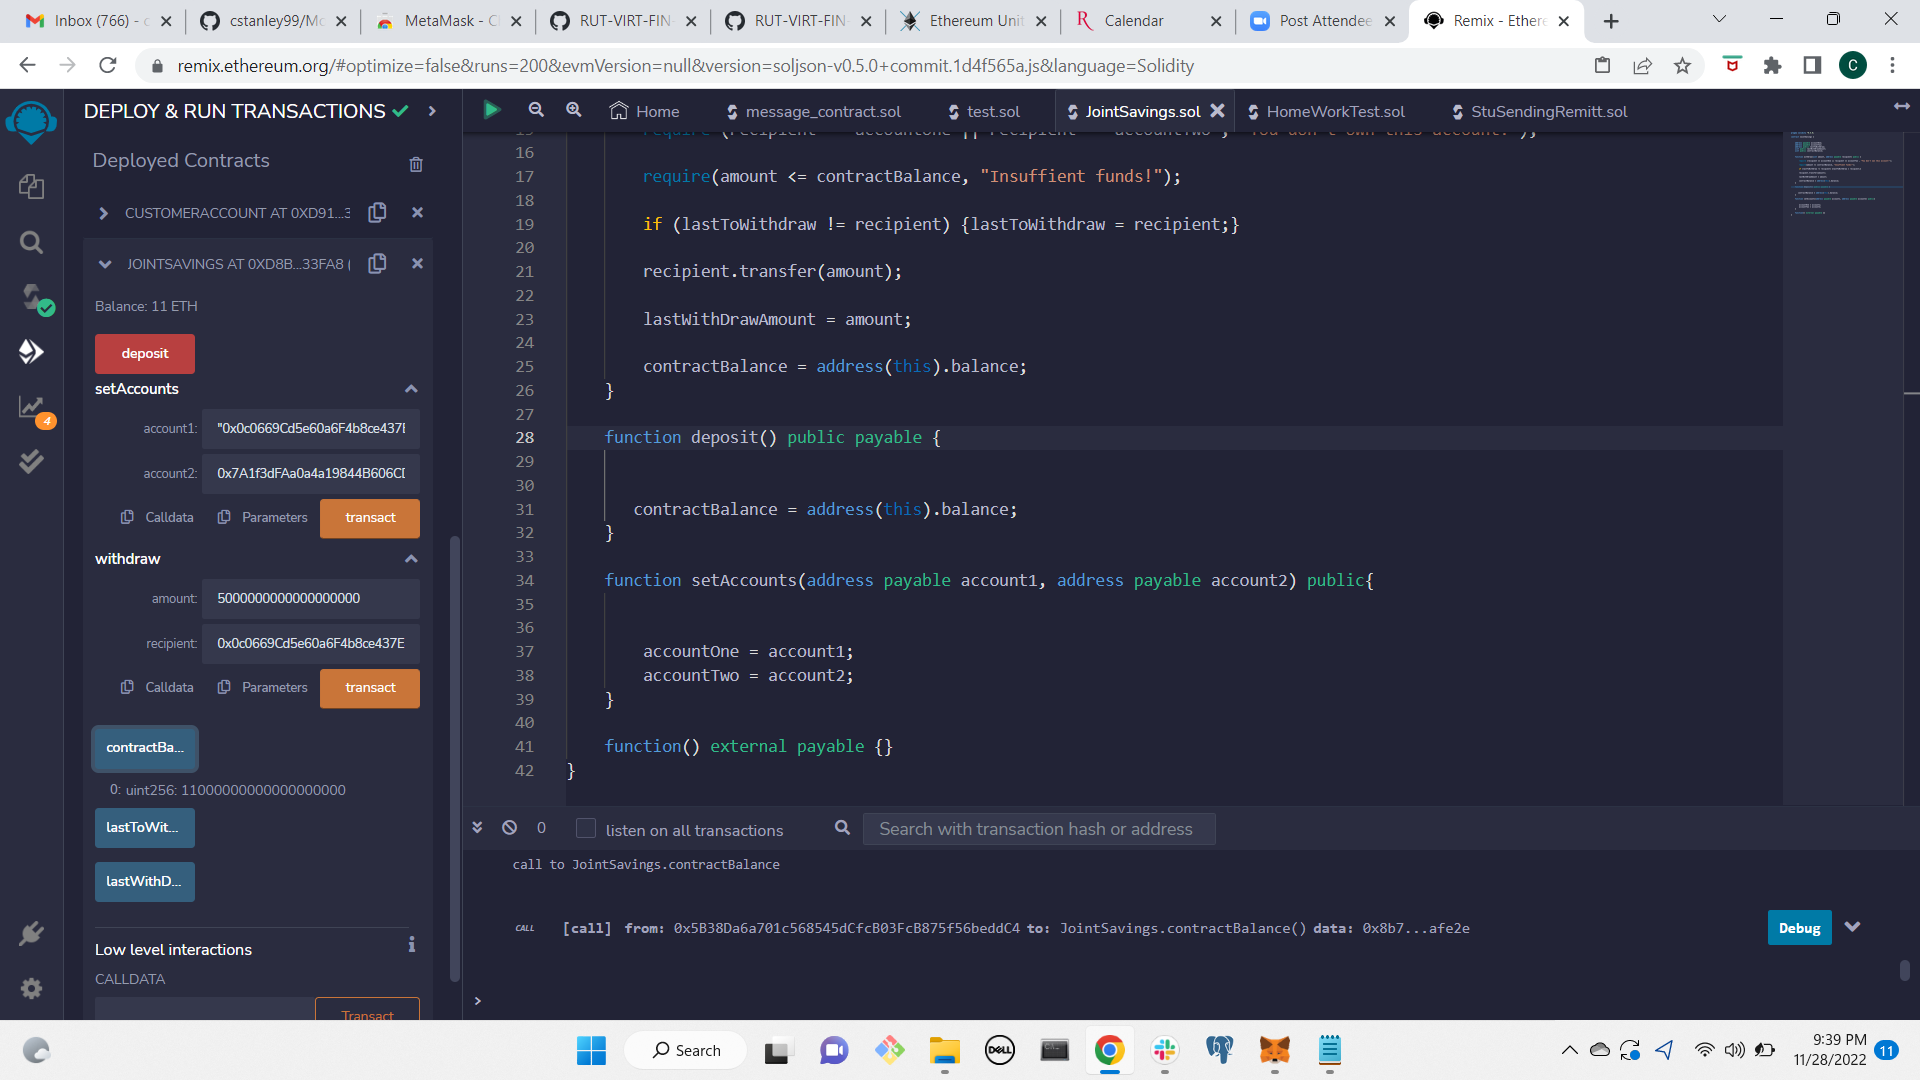 Inbox (766) - c
cstanley99/Mo
MetaMask - C
RUT-VIRT-FIN-
RUT-VIRT-FIN-
Ethereum Unit
Calendar
Post Attendee
Remix - Ethere
remix.ethereum.org/#optimize=false&runs=200&evmVersion=null&version=soljson-v0.5.0+commit.1d4f565a.js&language=Solidity
C
DEPLOY & RUN TRANSACTIONS
Home
message_contract.sol
test.sol
JointSavings.sol
HomeWorkTest.sol
StuSendingRemitt.sol
Deployed Contracts
CUSTOMERACCOUNT AT 0XD91...3
JOINTSAVINGS AT 0XD8B...33FA8 (
Balance: 11 ETH
deposit
setAccounts
account1: "0x0c0669Cd5e60a6F4b8ce437E
account2: 0x7A1f3dFAa0a4a19844B606CD
Calldata Parameters transact
withdraw
amount: 5000000000000000000
recipient: 0x0c0669Cd5e60a6F4b8ce437E
Calldata Parameters transact
contractBa...
0: uint256: 11000000000000000000
lastToWit...
lastWithD...
Low level interactions
CALLDATA
Transact
4
16
17 require(amount <= contractBalance, "Insuffient funds!");
18
19 if (lastToWithdraw != recipient) {lastToWithdraw = recipient;}
20
21 recipient.transfer(amount);
22
23 lastWithDrawAmount = amount;
24
25 contractBalance = address(this).balance;
26 }
27
28 function deposit() public payable {
29
30
31 contractBalance = address(this).balance;
32 }
33
34 function setAccounts(address payable account1, address payable account2) public{
35
36
37 accountOne = account1;
38 accountTwo = account2;
39 }
40
41 function() external payable {}
42 }
0 listen on all transactions Search with transaction hash or address
call to JointSavings.contractBalance
CALL [call] from: 0x5B38Da6a701c568545dCfcB03FcB875f56beddC4 to: JointSavings.contractBalance() data: 0x8b7...afe2e Debug
>
Search
DELL
9:39 PM
11/28/2022
11